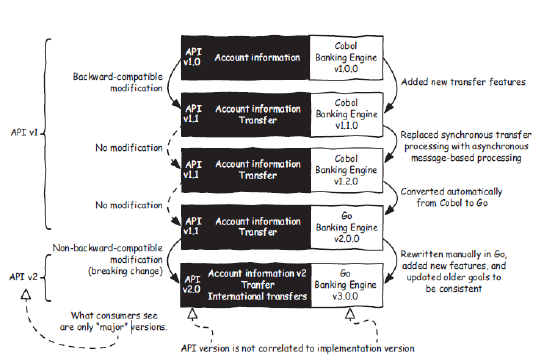 API v1.0
Account information
Cobol Banking Engine v1.0.0
Backward-compatible modification
Added new transfer features
API v1.1
Account information Transfer
Cobol Banking Engine v1.1.0
API v1
No modification
Replaced synchronous transfer processing with asynchronous message-based processing
API v1.1
Account information Transfer
Cobol Banking Engine v1.2.0
No modification
Converted automatically from Cobol to Go
API v1.1
Account information Transfer
Go Banking Engine v2.0.0
Non-backward-compatible modification (breaking change)
Rewritten manually in Go, added new features, and updated older goals to be consistent
API v2
API v2.0
Account information v2
Tranfer
International transfers
Go Banking Engine v3.0.0
What consumers see are only "major" versions.
API version is not correlated to implementation version